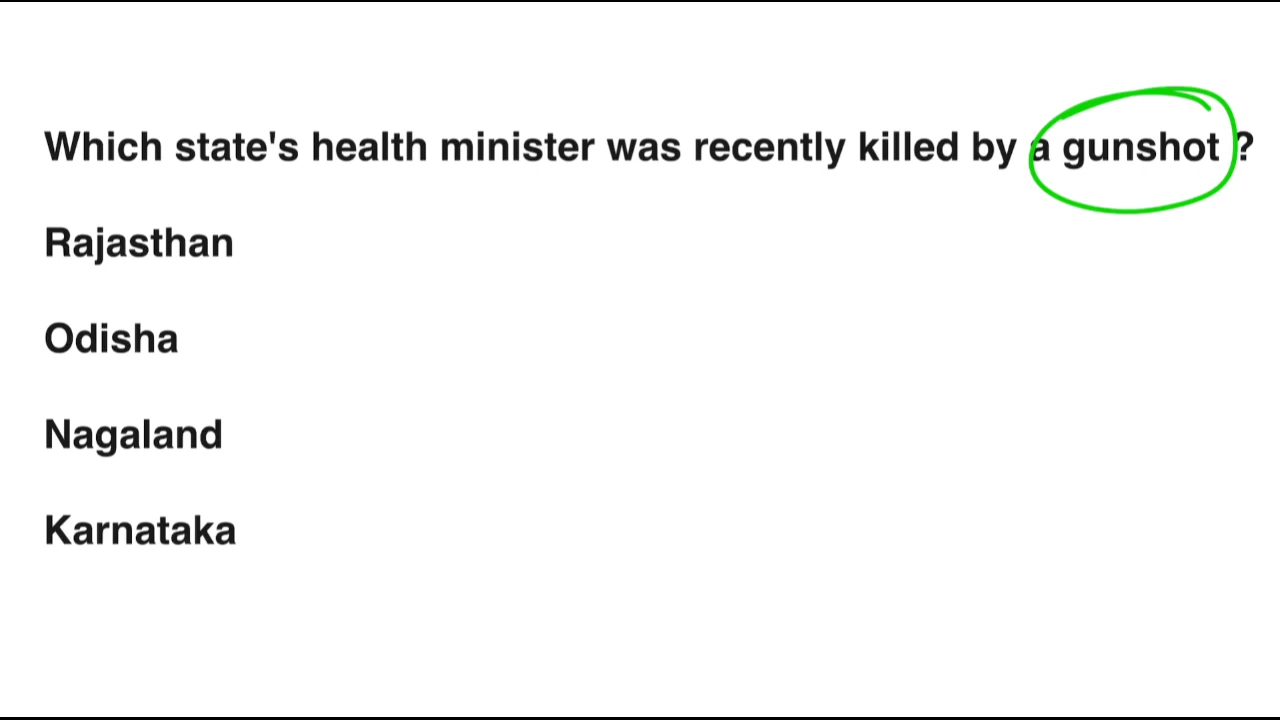 Which state's health minister was recently killed by a gunshot ?
Rajasthan
Odisha
Nagaland
Karnataka